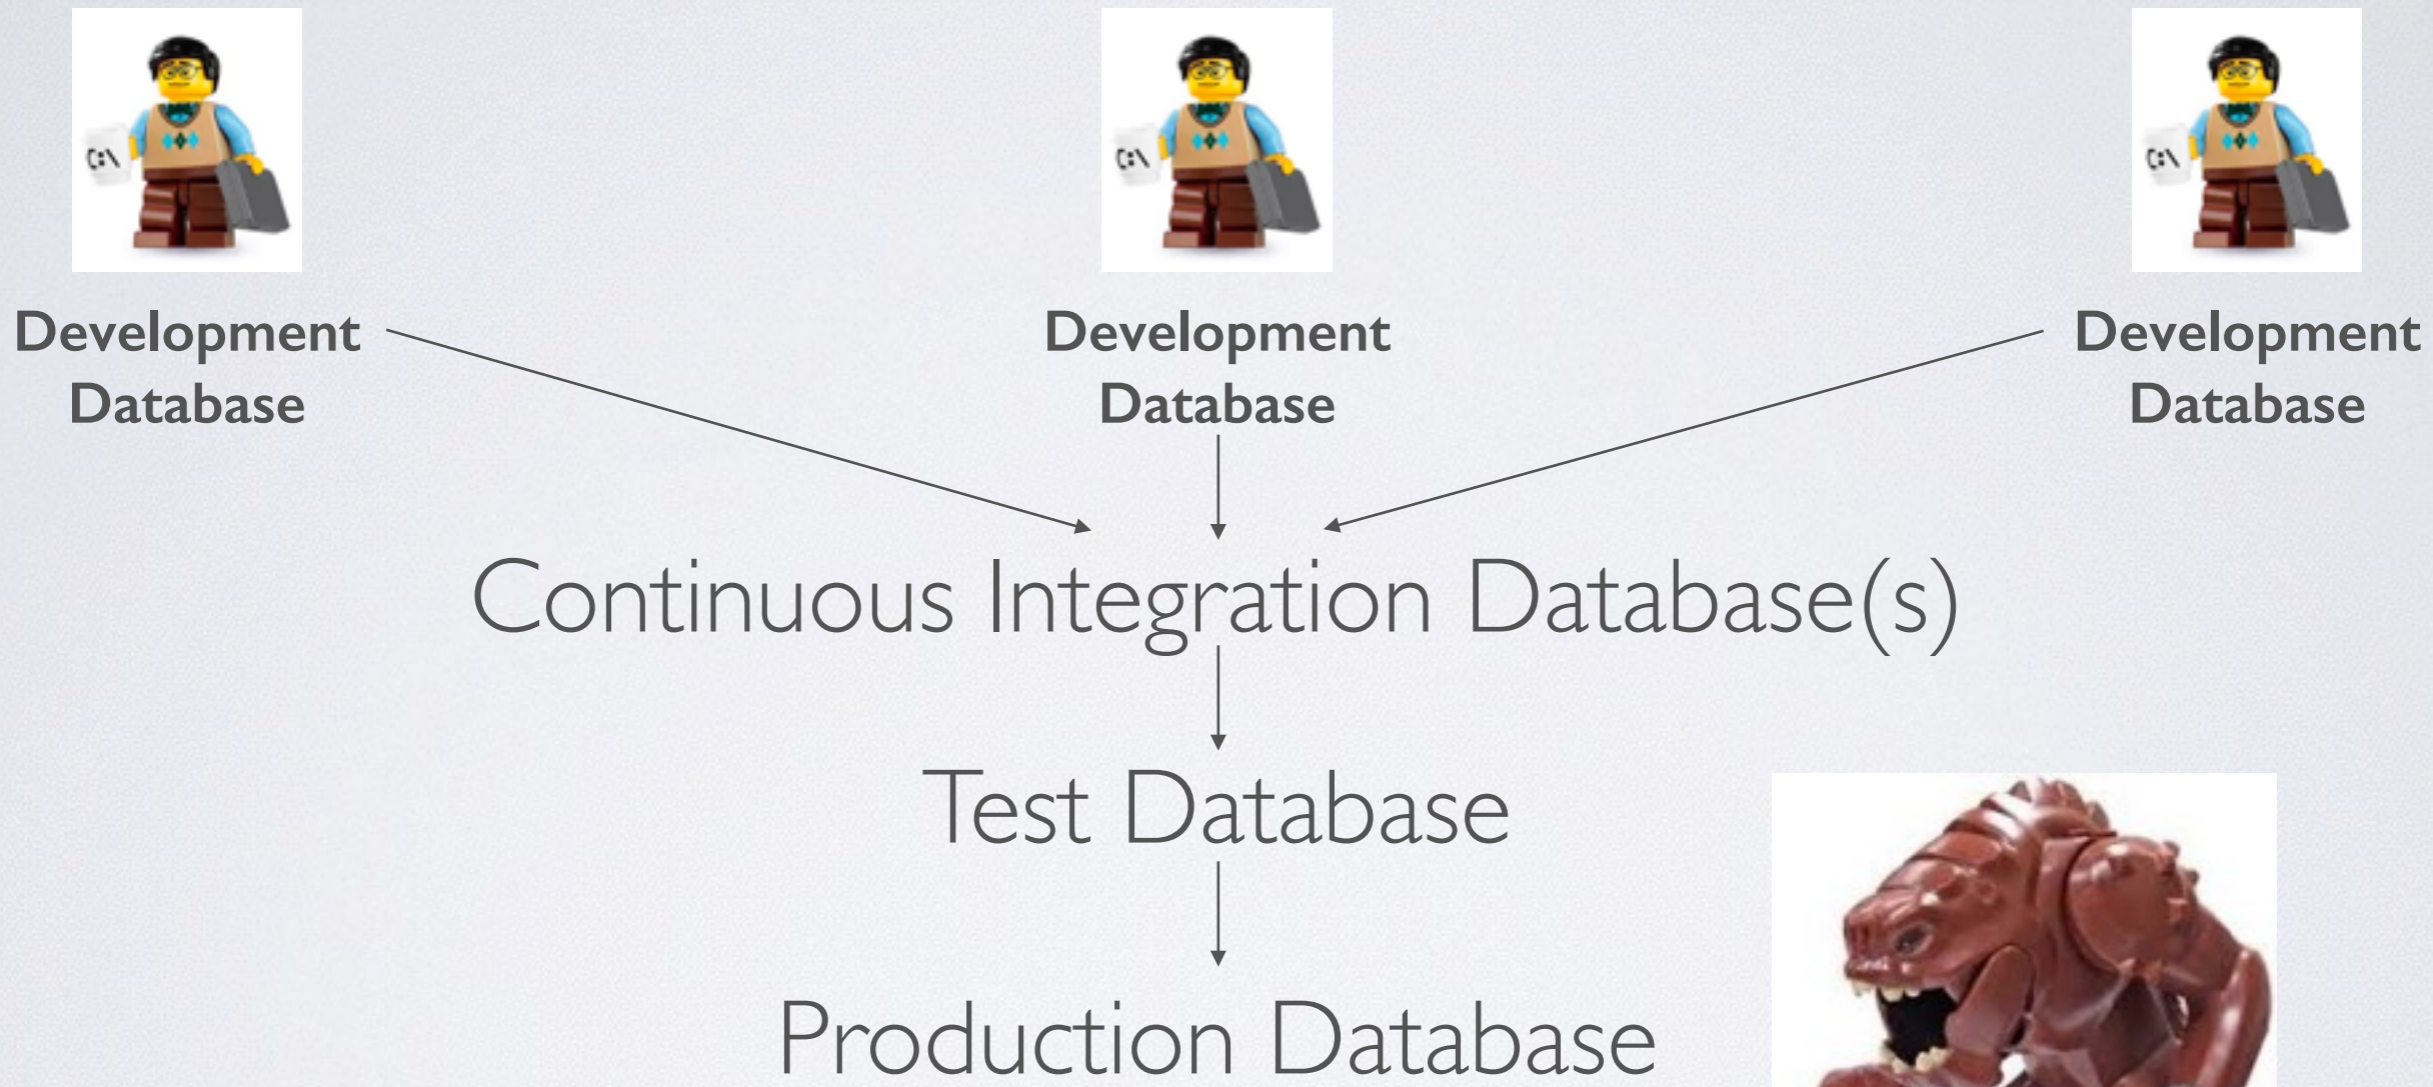 C:\
C:\
C:\
Development
Database
Development
Database
Development
Database
Continuous Integration Database(s)
Test Database
Production Database